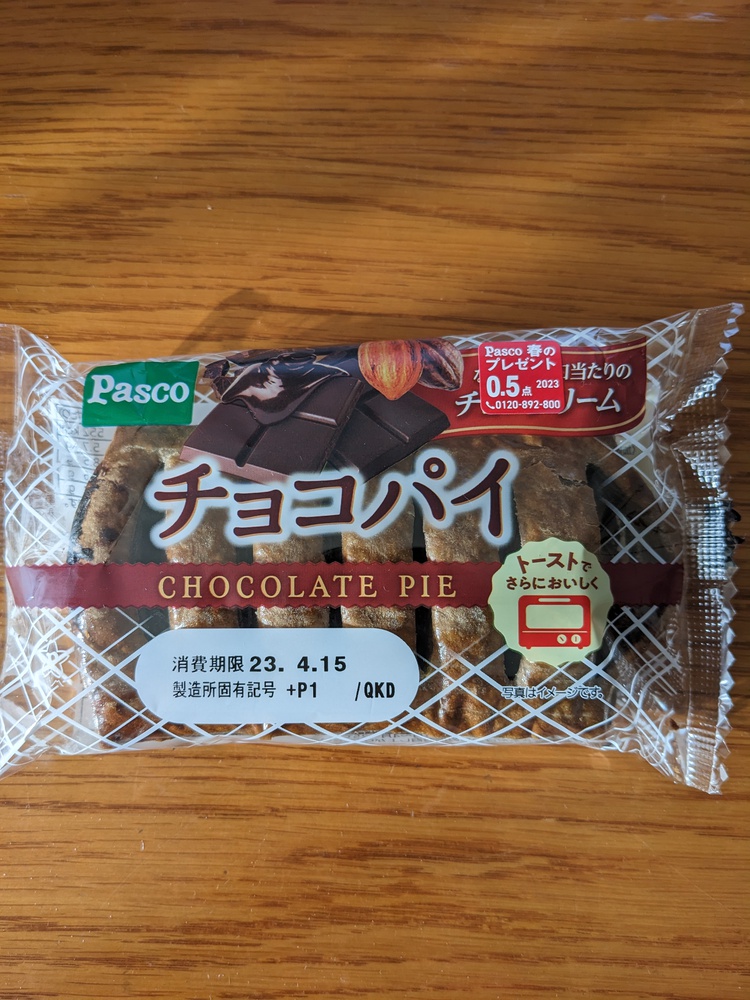 Pasco
Pasco 春の
プレゼント
0.5点 2023
0120-892-800
口当たりの
チ
リーム
チョコパイ
CHOCOLATE PIE
トーストで
さらにおいしく
消費期限 23. 4.15
製造所固有記号 +P1 /QKD
写真はイメージです。